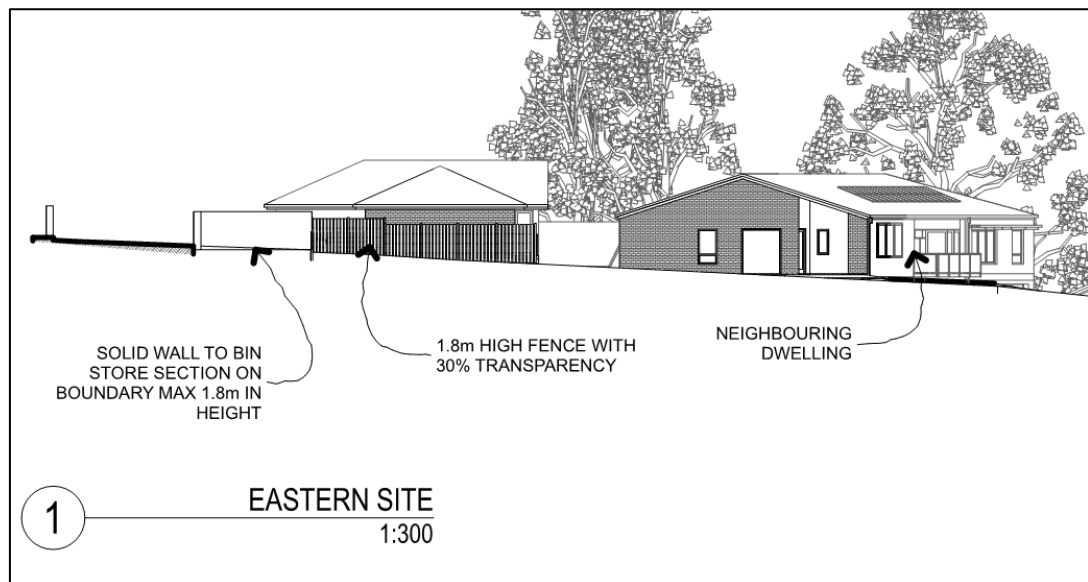 SOLID WALL TO BIN
STORE SECTION ON
BOUNDARY MAX 1.8m IN
HEIGHT
1.8m HIGH FENCE WITH
30% TRANSPARENCY
NEIGHBOURING
DWELLING
1
EASTERN SITE
1:300